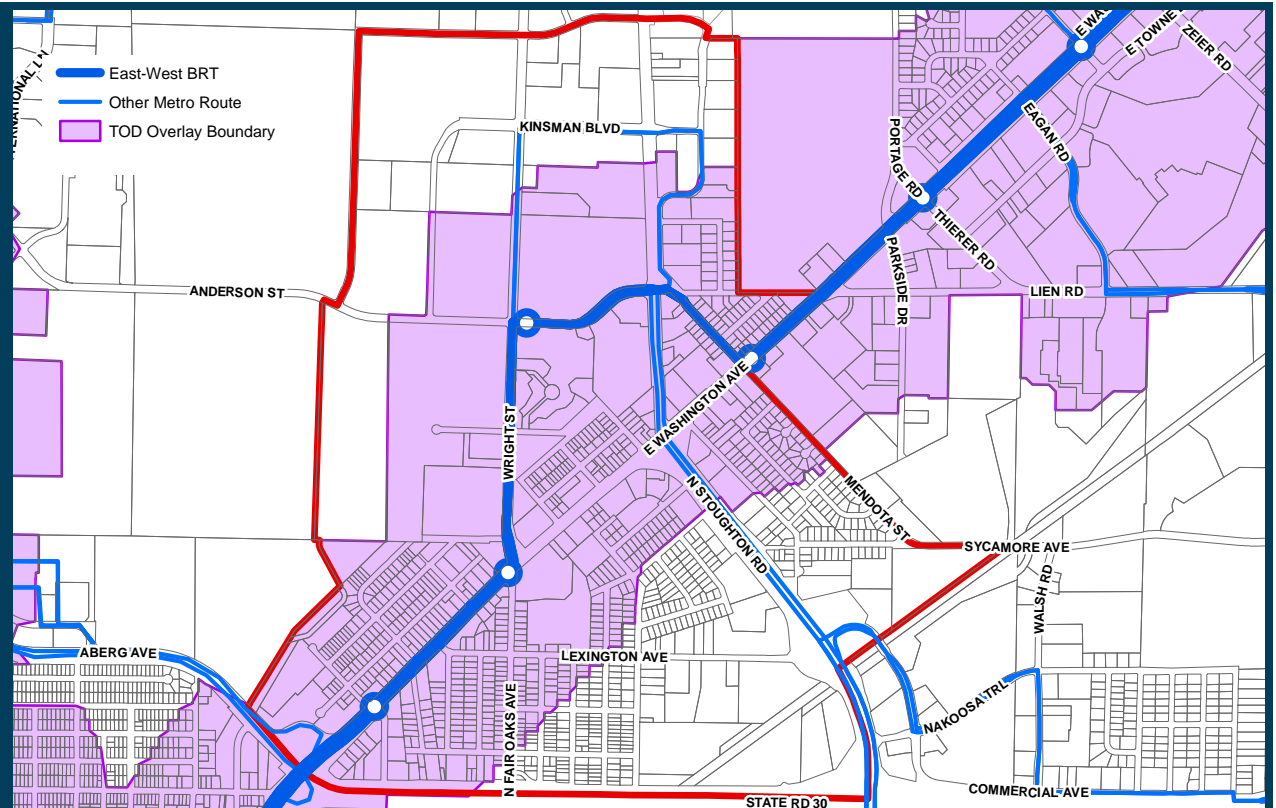 East-West BRT
Other Metro Route
TOD Overlay Boundary
E TOWNE
ZEIER RD
KINSMAN BLVD
EAGAN RD
PORTAGE RD
THIERER RD
PARKSIDE DR
ANDERSON ST
LIEN RD
E WASHINGTON AVE
WRIGHT ST
MENDOTA ST
N STOUGHTON RD
SYCAMORE AVE
WALSH RD
ABERG AVE
LEXINGTON AVE
N FAIR OAKS AVE
NAKOOSA TRL
COMMERCIAL AVE
STATE RD 30